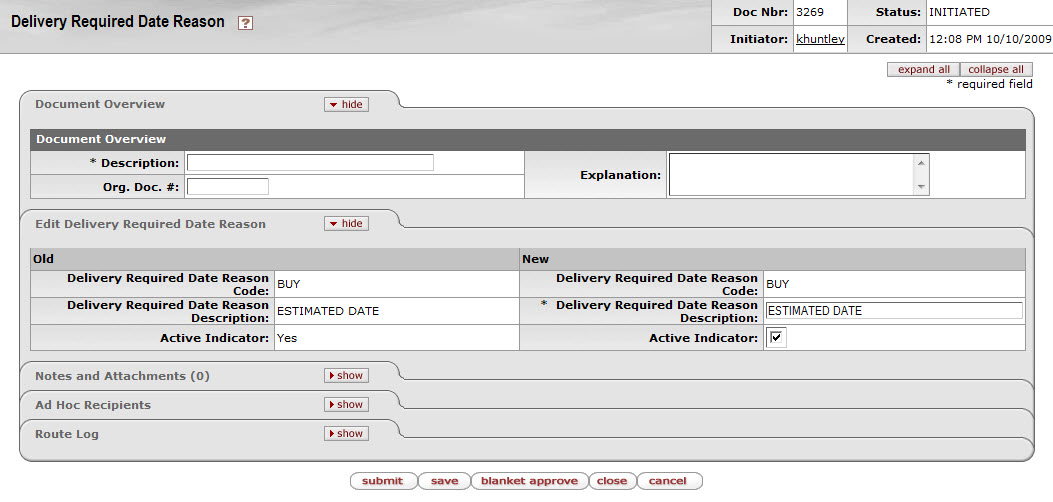 Delivery Required Date Reason ?
Doc Nbr: 3269 Status: INITIATED
Initiator: khuntley Created: 12:08 PM 10/10/2009
expand all collapse all
* required field
Document Overview hide
Document Overview
* Description:
Org. Doc. #:
Explanation:
Edit Delivery Required Date Reason hide
Old New
Delivery Required Date Reason
Code: BUY
Delivery Required Date Reason
Code: BUY
Delivery Required Date Reason
Description: ESTIMATED DATE
* Delivery Required Date Reason
Description: ESTIMATED DATE
Active Indicator: Yes
Active Indicator:
Notes and Attachments (0) show
Ad Hoc Recipients show
Route Log show
submit save blanket approve close cancel